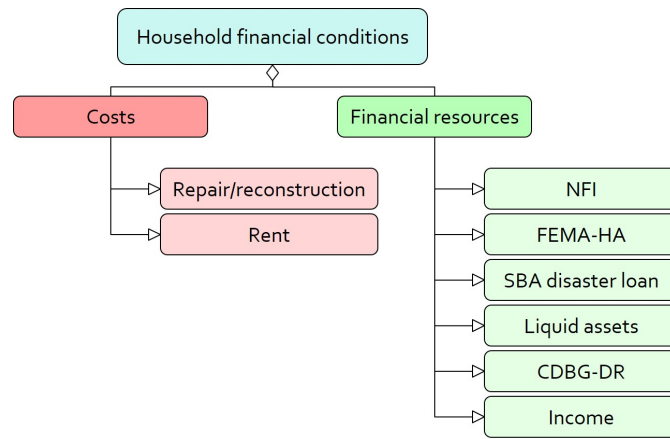 Household financial conditions
Costs
Financial resources
Repair/reconstruction
Rent
NFI
FEMA-HA
SBA disaster loan
Liquid assets
CDBG-DR
Income